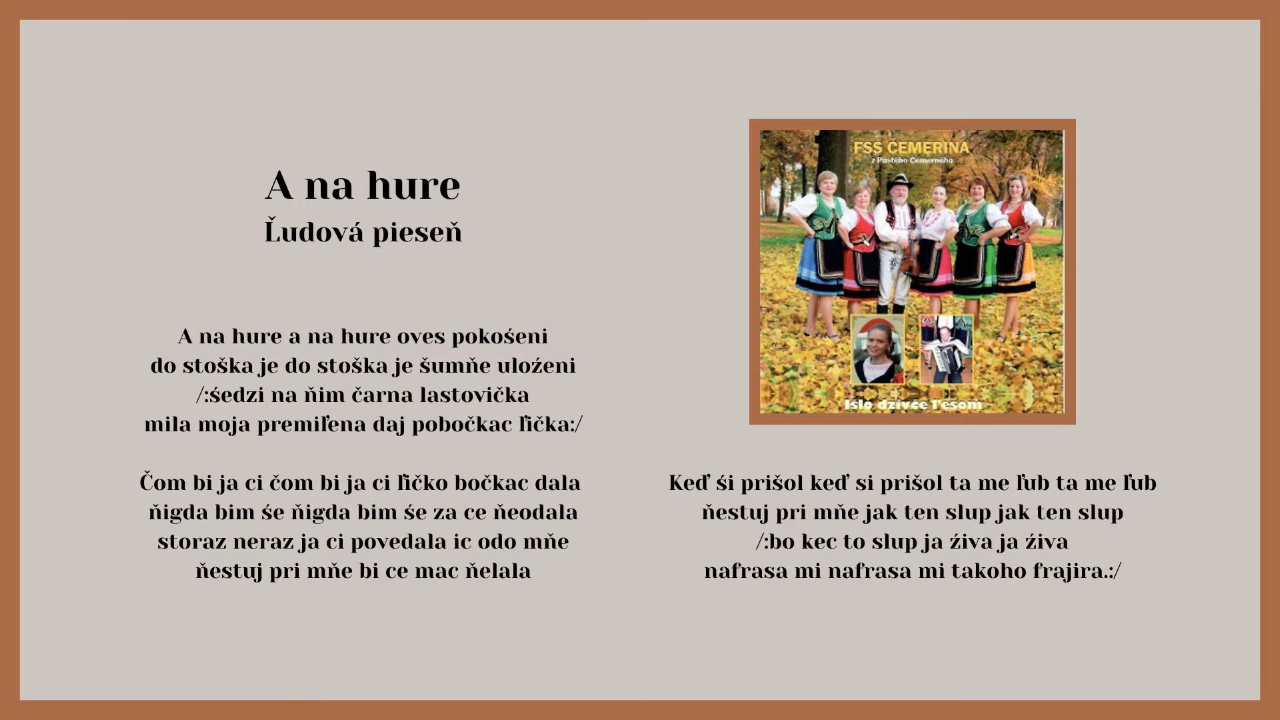 A na hure
Ľudová pieseň
A na hure a na hure oves pokośeni
do stoška je do stoška je šumňe uloźeni
/:śedzi na ňim čarna lastovička
mila moja premiľena daj pobočkac ľička:/
Čom bi ja ci čom bi ja ci ľičko bočkac dala
ňigda bim śe ňigda bim śe za ce ňeodala
storaz neraz ja ci povedala ic odo mňe
ňestuj pri mňe bi ce mac ňelala
FSS ČEMERINA
z Pustého Čemerného
Išlo dzivče ľesom
Keď śi prišol keď si prišol ta me ľub ta me ľub
ňestuj pri mňe jak ten slup jak ten slup
/:bo kec to slup ja źiva ja źiva
nafrasa mi nafrasa mi takoho frajira.:/